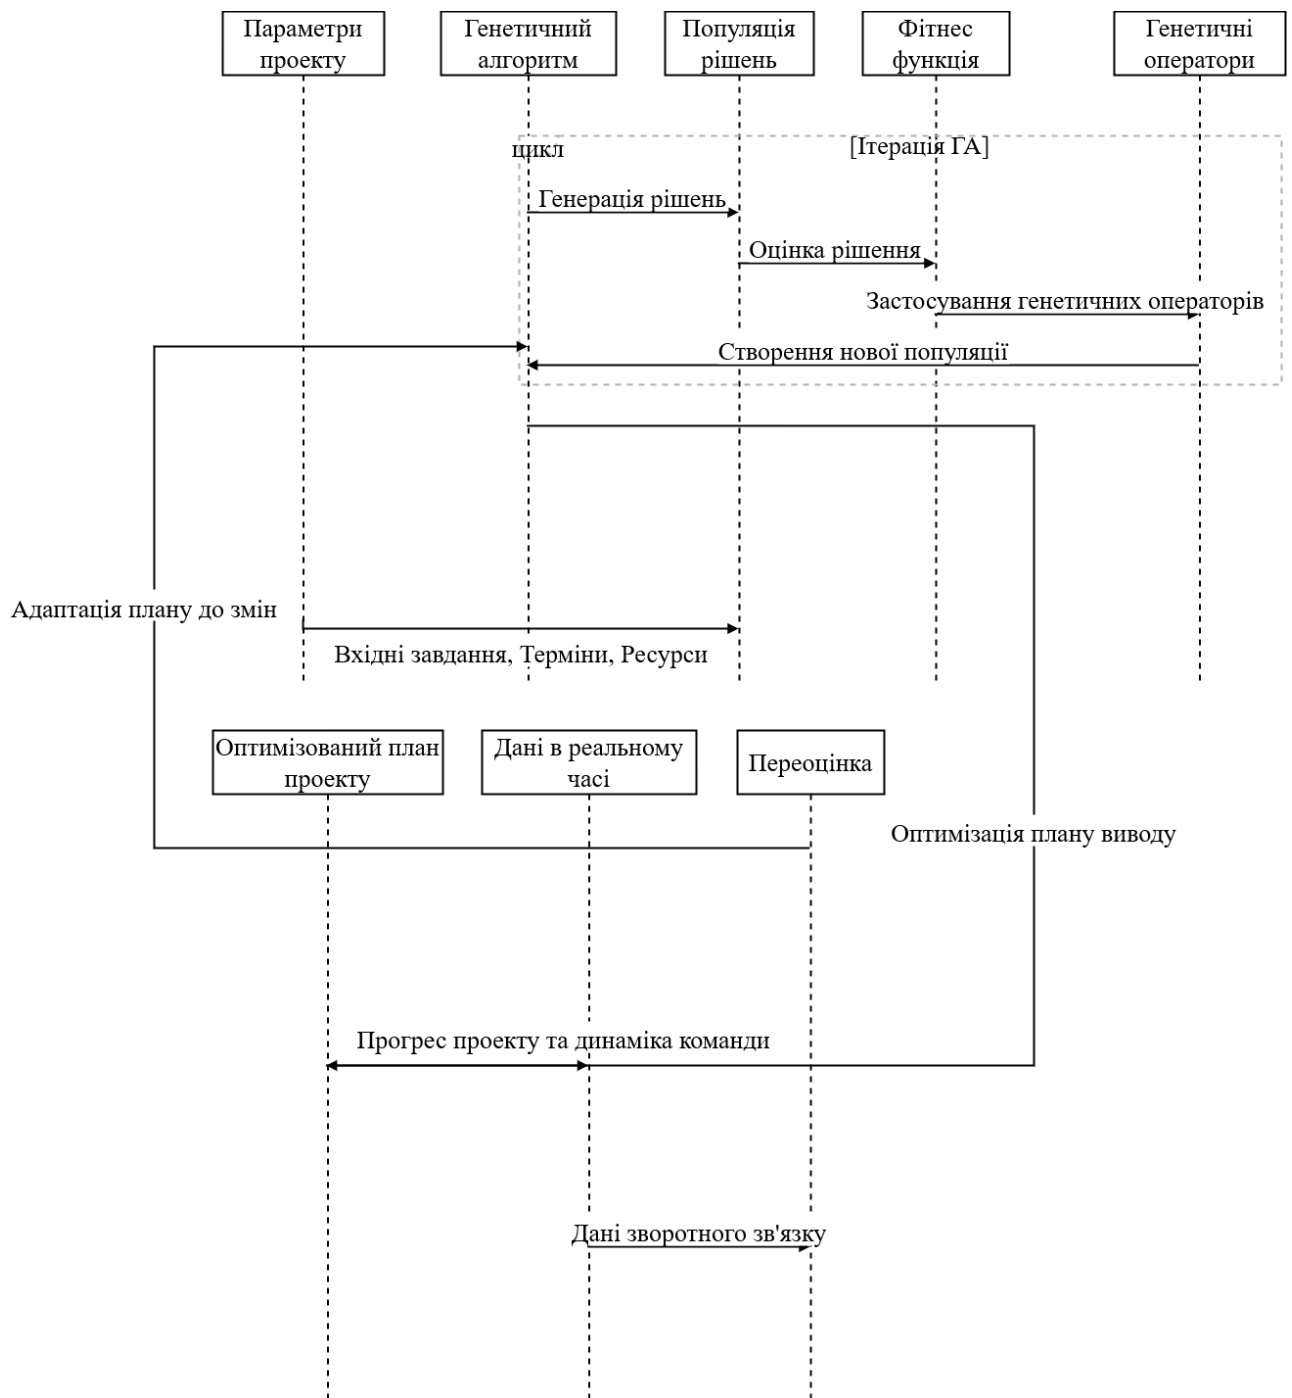 Параметри
проекту
Генетичний
алгоритм
Популяція
рішень
Фітнес
функція
Генетичні
оператори
цикл
[Ітерація ГА]
Генерація рішень
Оцінка рішення
Застосування генетичних операторів
Створення нової популяції
Адаптація плану до змін
Вхідні завдання, Терміни, Ресурси
Оптимізований план
проекту
Дані в реальному
часі
Переоцінка
Оптимізація плану виводу
Прогрес проекту та динаміка команди
Дані зворотного зв'язку